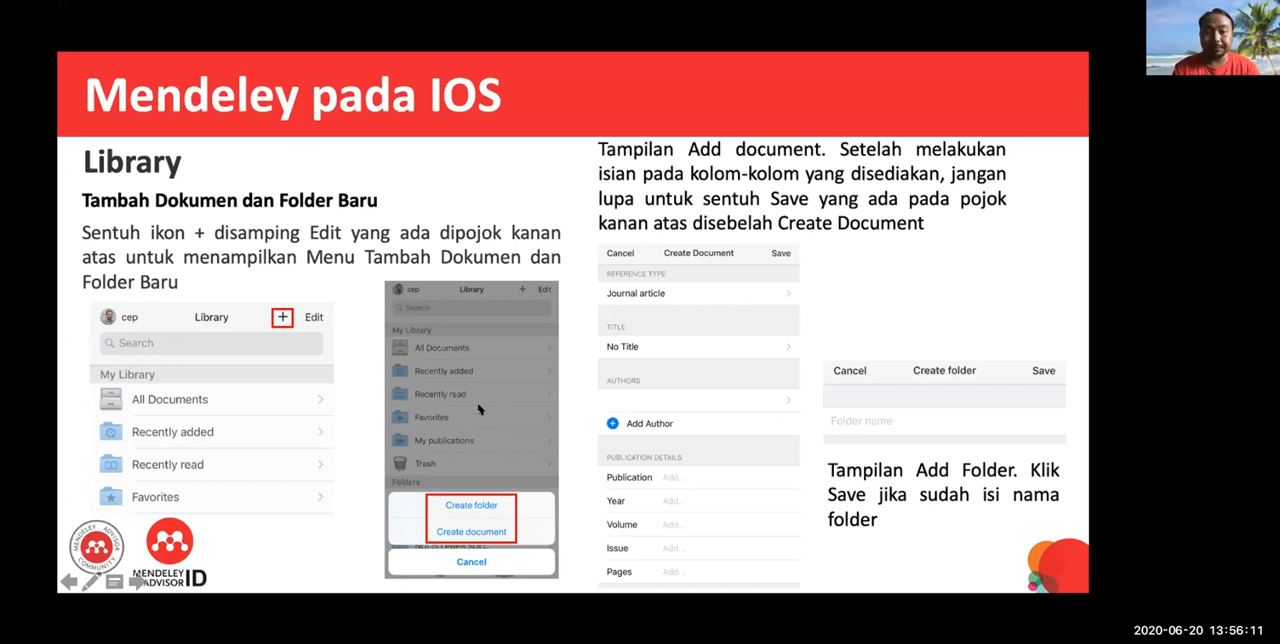 Mendeley pada IOS
Library
Tambah Dokumen dan Folder Baru
Sentuh ikon + disamping Edit yang ada dipojok kanan
atas untuk menampilkan Menu Tambah Dokumen dan
Folder Baru
cep Library + Edit
Search
My Library
All Documents
Recently added
Recently read
Favorites
MENDELEY ADVISOR COMMUNITY
MENDELEY
ADVISOR ID
cep Library + Edit
Search
My Library
All Documents
Recently added
Recently read
Favorites
My publications
Trash
Folders
Create folder
Create document
Cancel
Tampilan Add document. Setelah melakukan
isian pada kolom-kolom yang disediakan, jangan
lupa untuk sentuh Save yang ada pada pojok
kanan atas disebelah Create Document
Cancel Create Document Save
REFERENCE TYPE
Journal article
TITLE
No Title
AUTHORS
Add Author
PUBLICATION DETAILS
Publication Add...
Year Add...
Volume Add...
Issue Add...
Pages Add...
Cancel Create folder Save
Folder name
Tampilan Add Folder. Klik
Save jika sudah isi nama
folder
2020-06-20 13:56:11